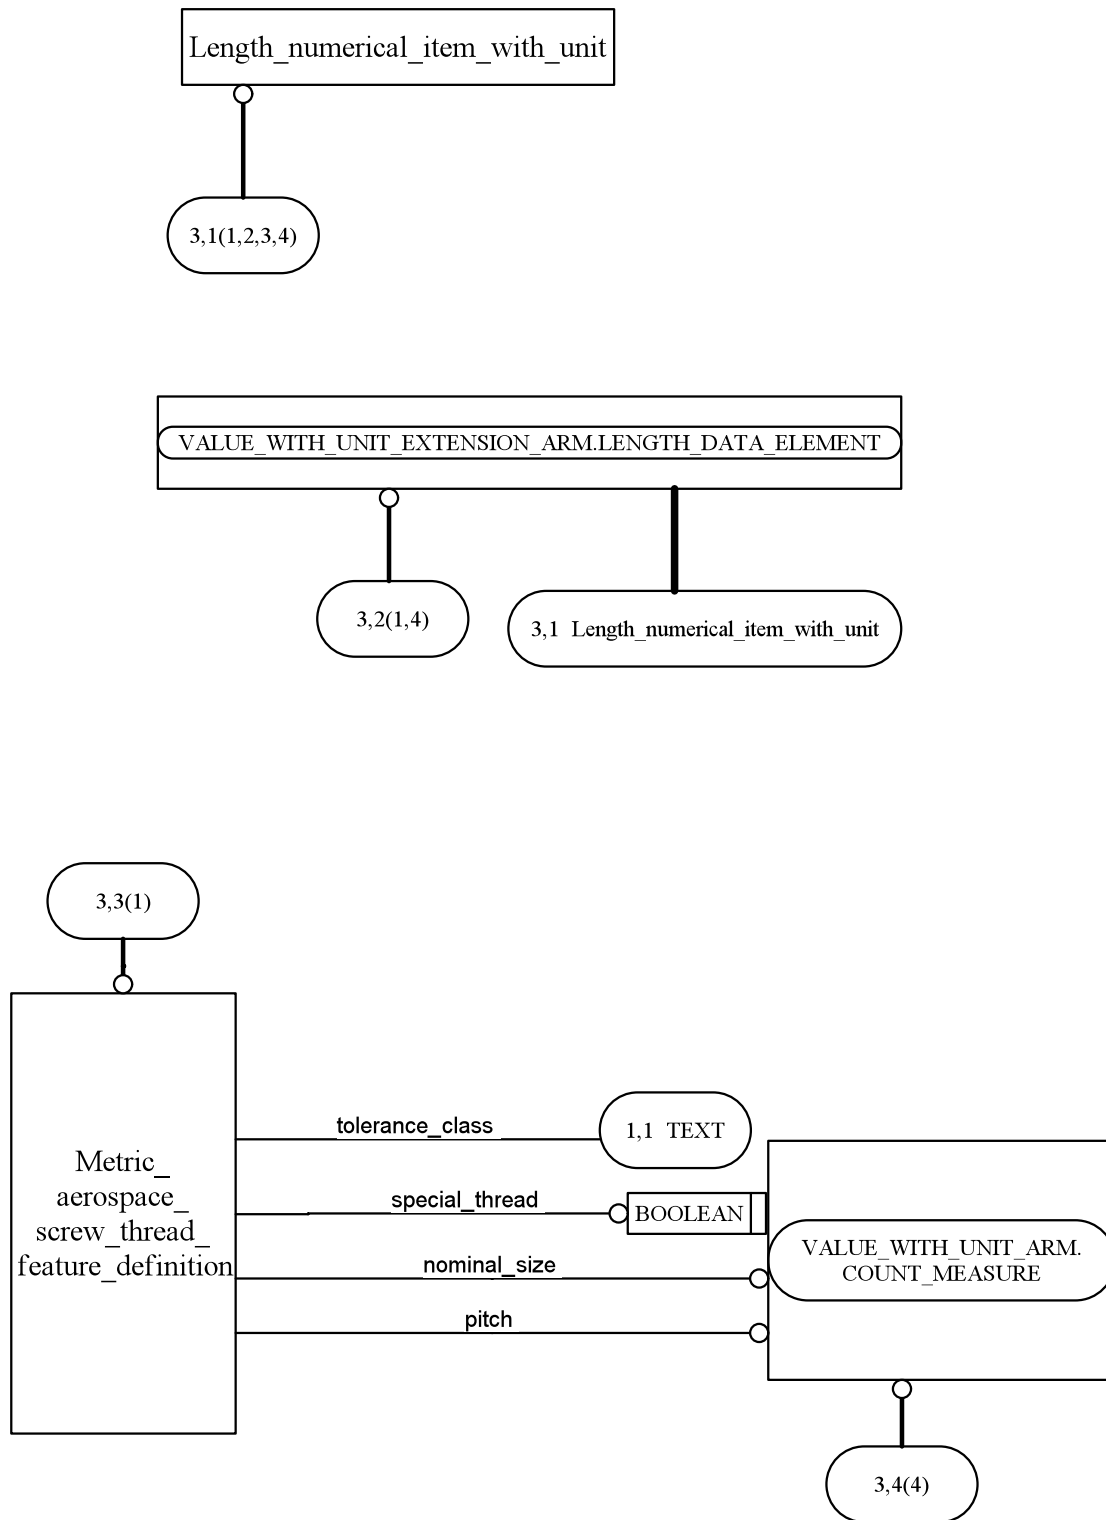 Length_numerical_item_with_unit
3,1(1,2,3,4)
VALUE_WITH_UNIT_EXTENSION_ARM.LENGTH_DATA_ELEMENT
3,2(1,4)
3,1 Length_numerical_item_with_unit
3,3(1)
tolerance_class
1,1 TEXT
Metric_
aerospace_
screw_thread_
feature_definition
special_thread
BOOLEAN
nominal_size
VALUE_WITH_UNIT_ARM.
COUNT_MEASURE
pitch
3,4(4)